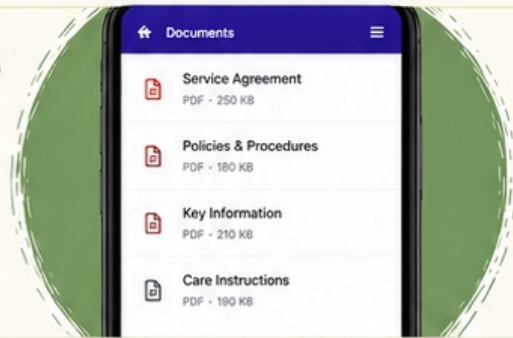 Documents
Service Agreement
PDF - 250 KB
Policies & Procedures
PDF - 180 KB
Key Information
PDF - 210 KB
Care Instructions
PDF - 190 KB